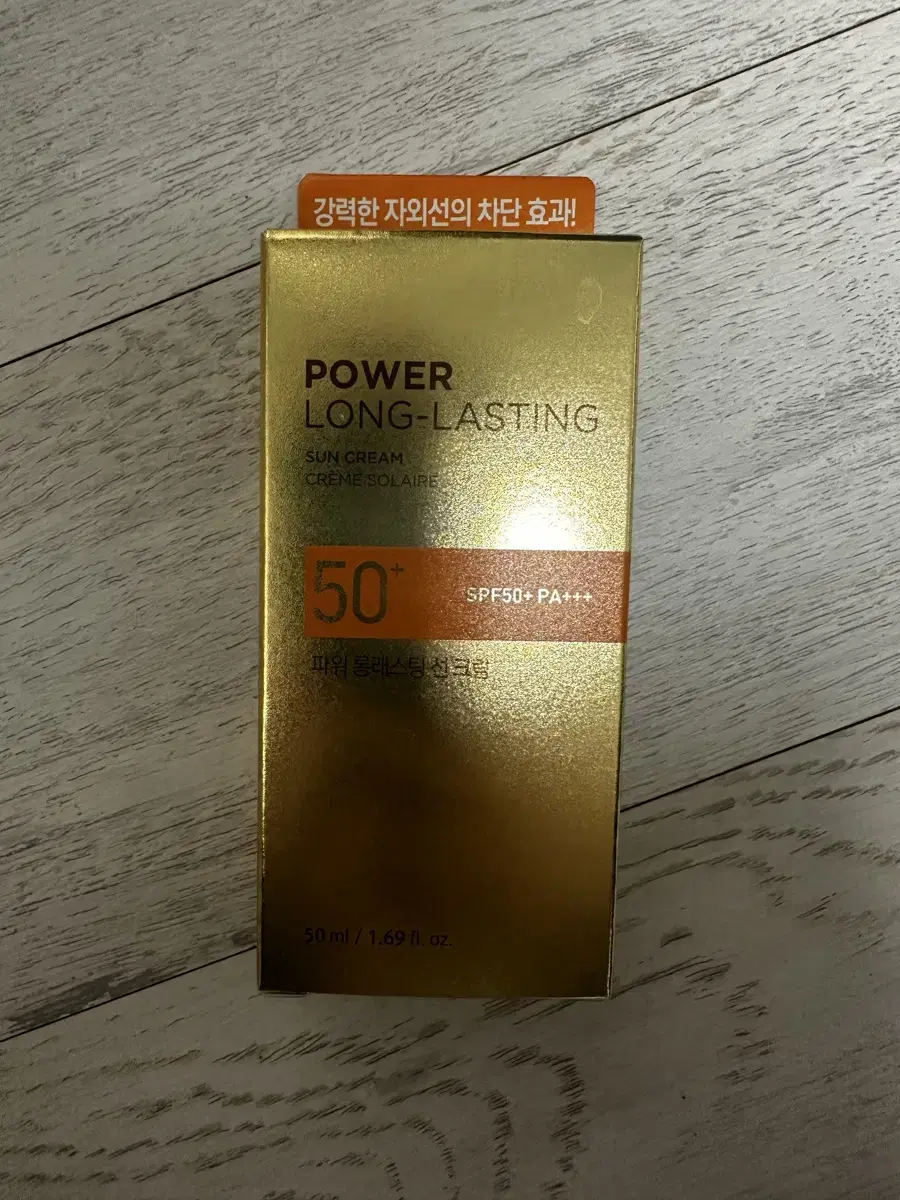 강력한 자외선의 차단 효과!
POWER
LONG-LASTING
SUN CREAM
CRÈME SOLAIRE
50+
SPF50+ PA+++
파워 롱래스팅 선크림
50 ml / 1.69 fl. oz.